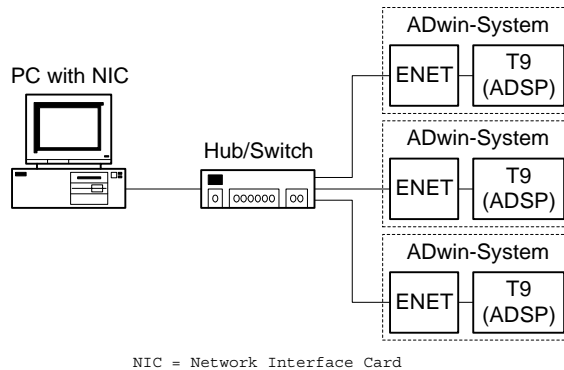 ADwin-System
ENET
T9
(ADSP)
PC with NIC
Hub/Switch
ADwin-System
ENET
T9
(ADSP)
ADwin-System
ENET
T9
(ADSP)
NIC = Network Interface Card